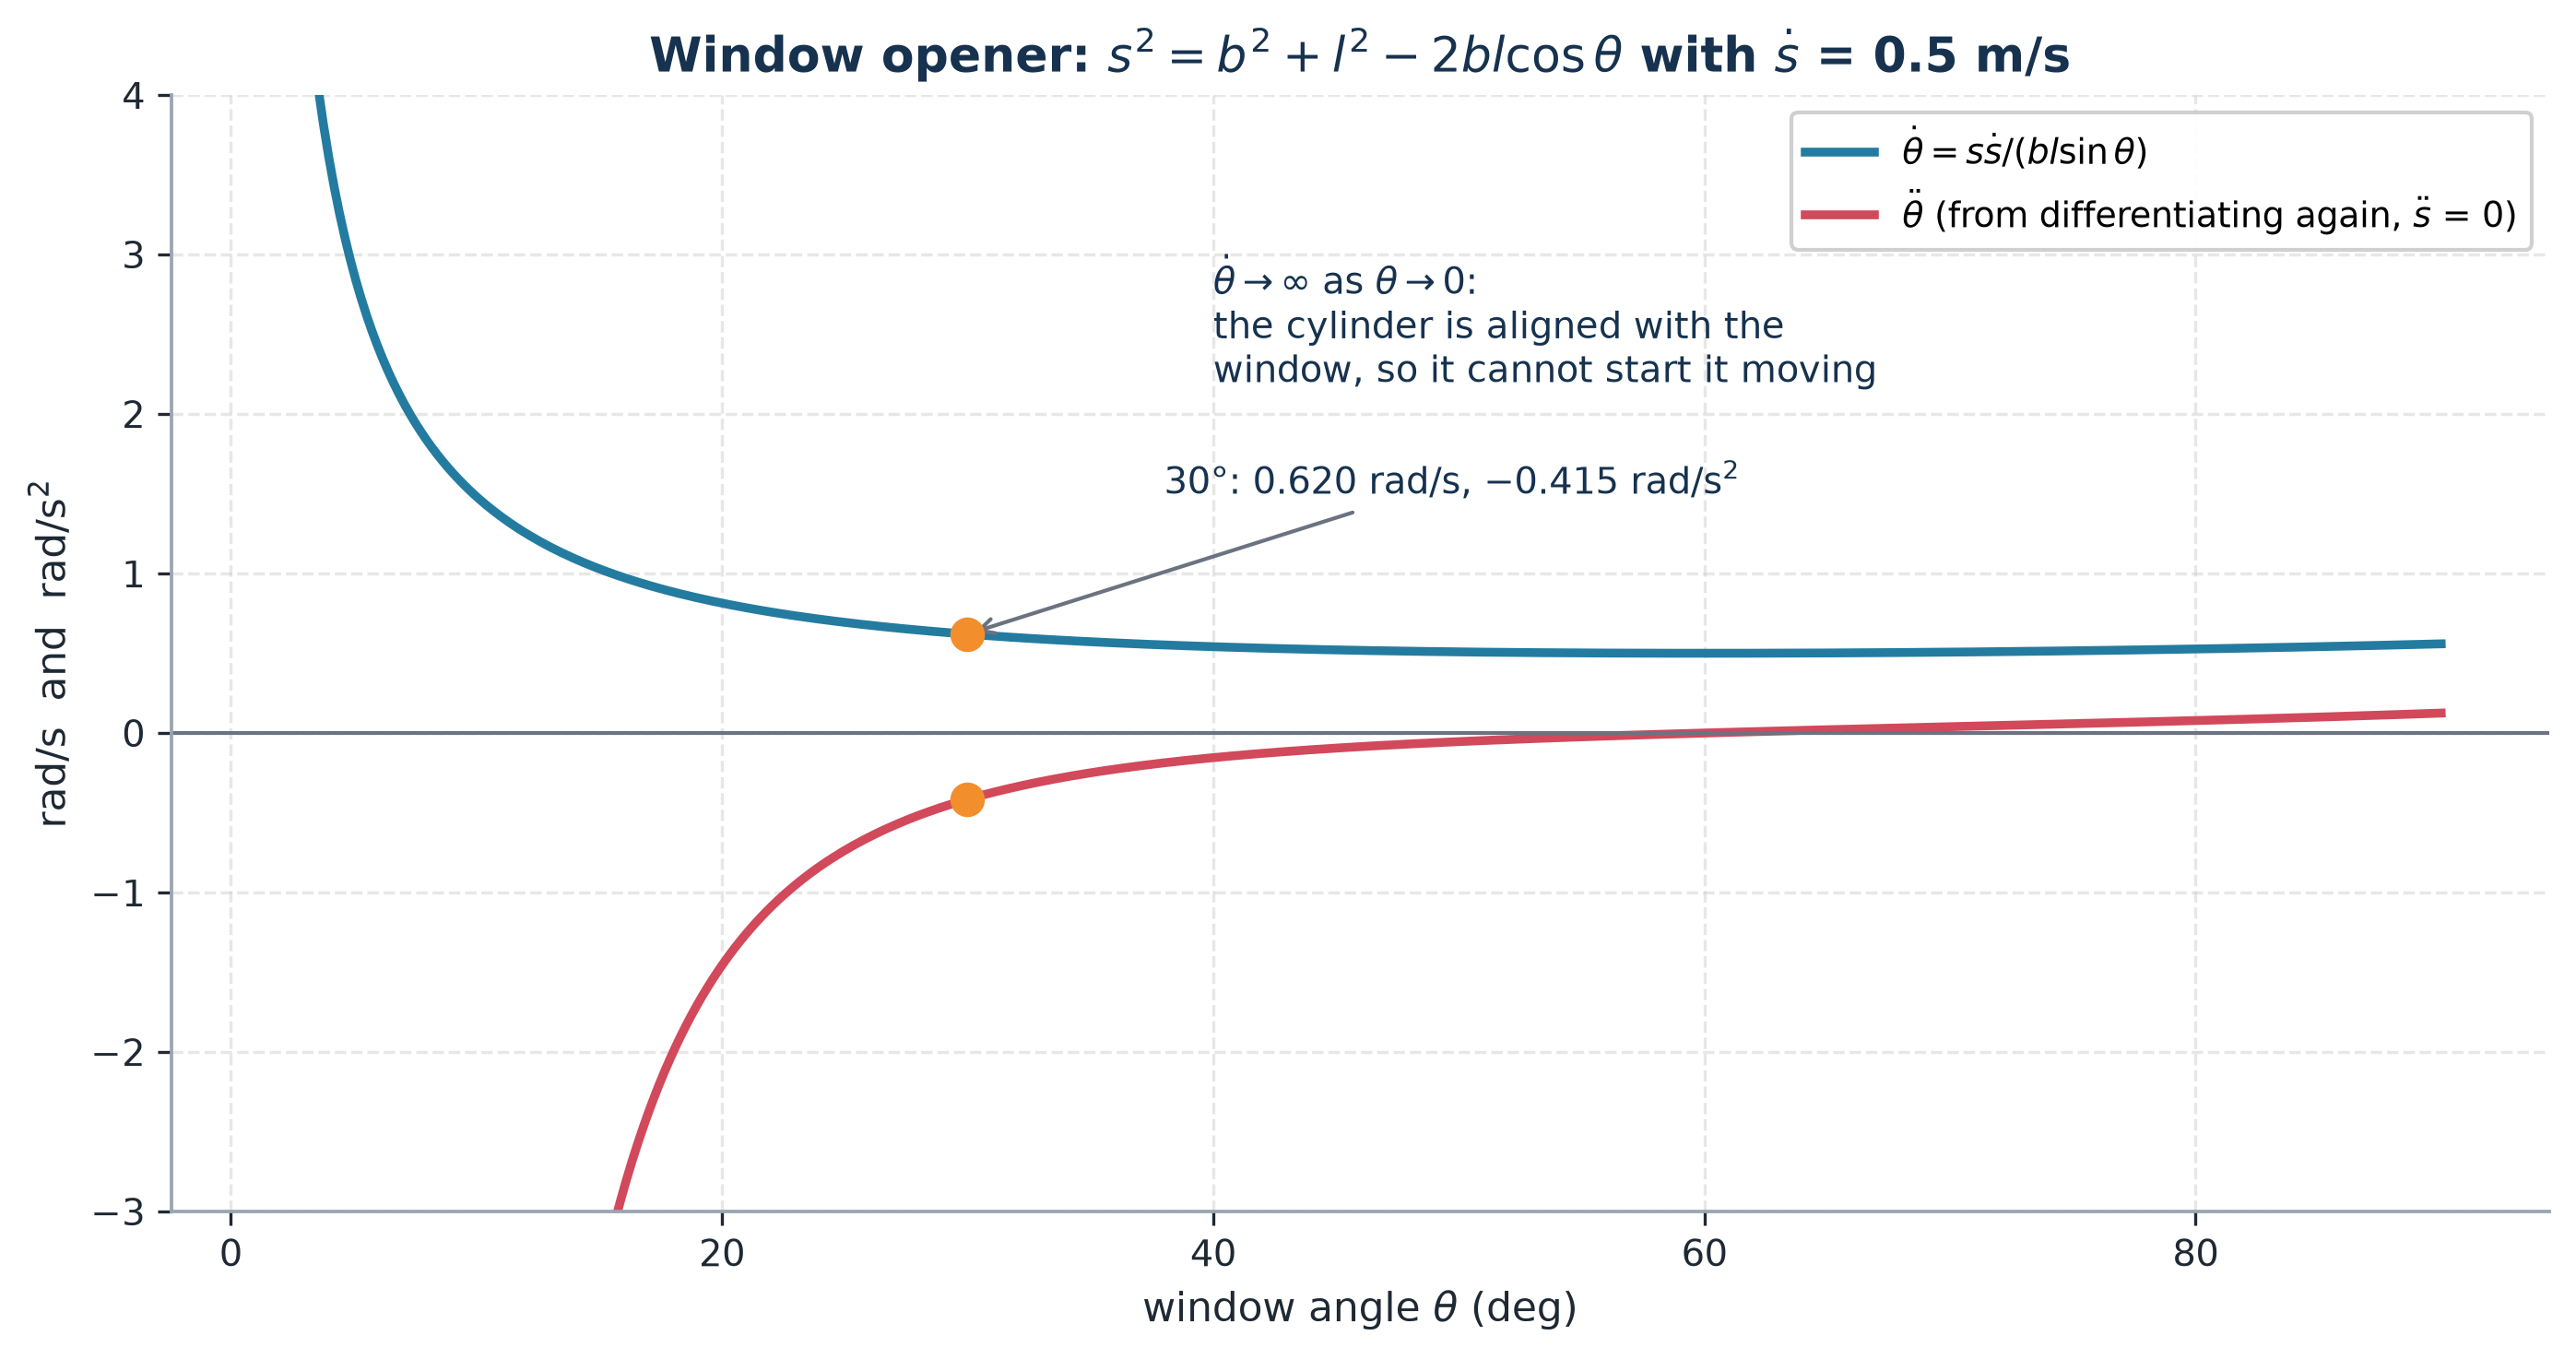 Window opener: s² = b² + l² − 2bl cos θ with ṡ = 0.5 m/s
θ̇ = sṡ/(bl sin θ)
θ̈ (from differentiating again, s̈ = 0)
θ̇ → ∞ as θ → 0:
the cylinder is aligned with the
window, so it cannot start it moving
30°: 0.620 rad/s, −0.415 rad/s²
rad/s and rad/s²
4
3
2
1
0
−1
−2
−3
0 20 40 60 80
window angle θ (deg)